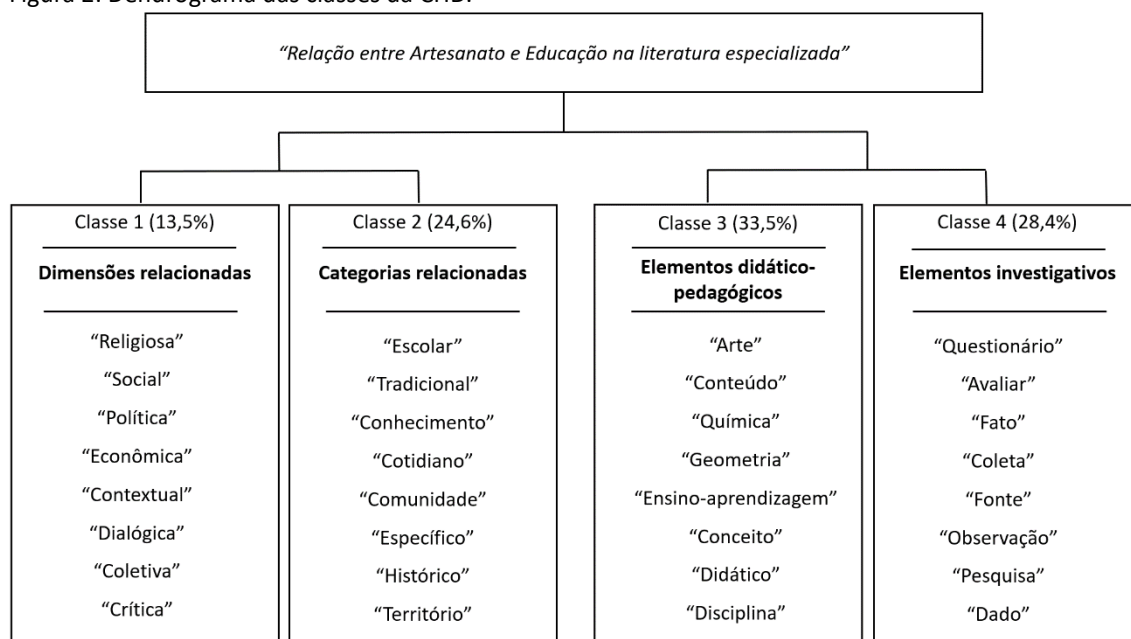 Figura 2: Dendrograma das classes da CHD.
“Relação entre Artesanato e Educação na literatura especializada”
Classe 1 (13,5%)
Dimensões relacionadas
“Religiosa”
“Social”
“Política”
“Econômica”
“Contextual”
“Dialógica”
“Coletiva”
“Crítica”
Classe 2 (24,6%)
Categorias relacionadas
“Escolar”
“Tradicional”
“Conhecimento”
“Cotidiano”
“Comunidade”
“Específico”
“Histórico”
“Território”
Classe 3 (33,5%)
Elementos didático-
pedagógicos
“Arte”
“Conteúdo”
“Química”
“Geometria”
“Ensino-aprendizagem”
“Conceito”
“Didático”
“Disciplina”
Classe 4 (28,4%)
Elementos investigativos
“Questionário”
“Avaliar”
“Fato”
“Coleta”
“Fonte”
“Observação”
“Pesquisa”
“Dado”